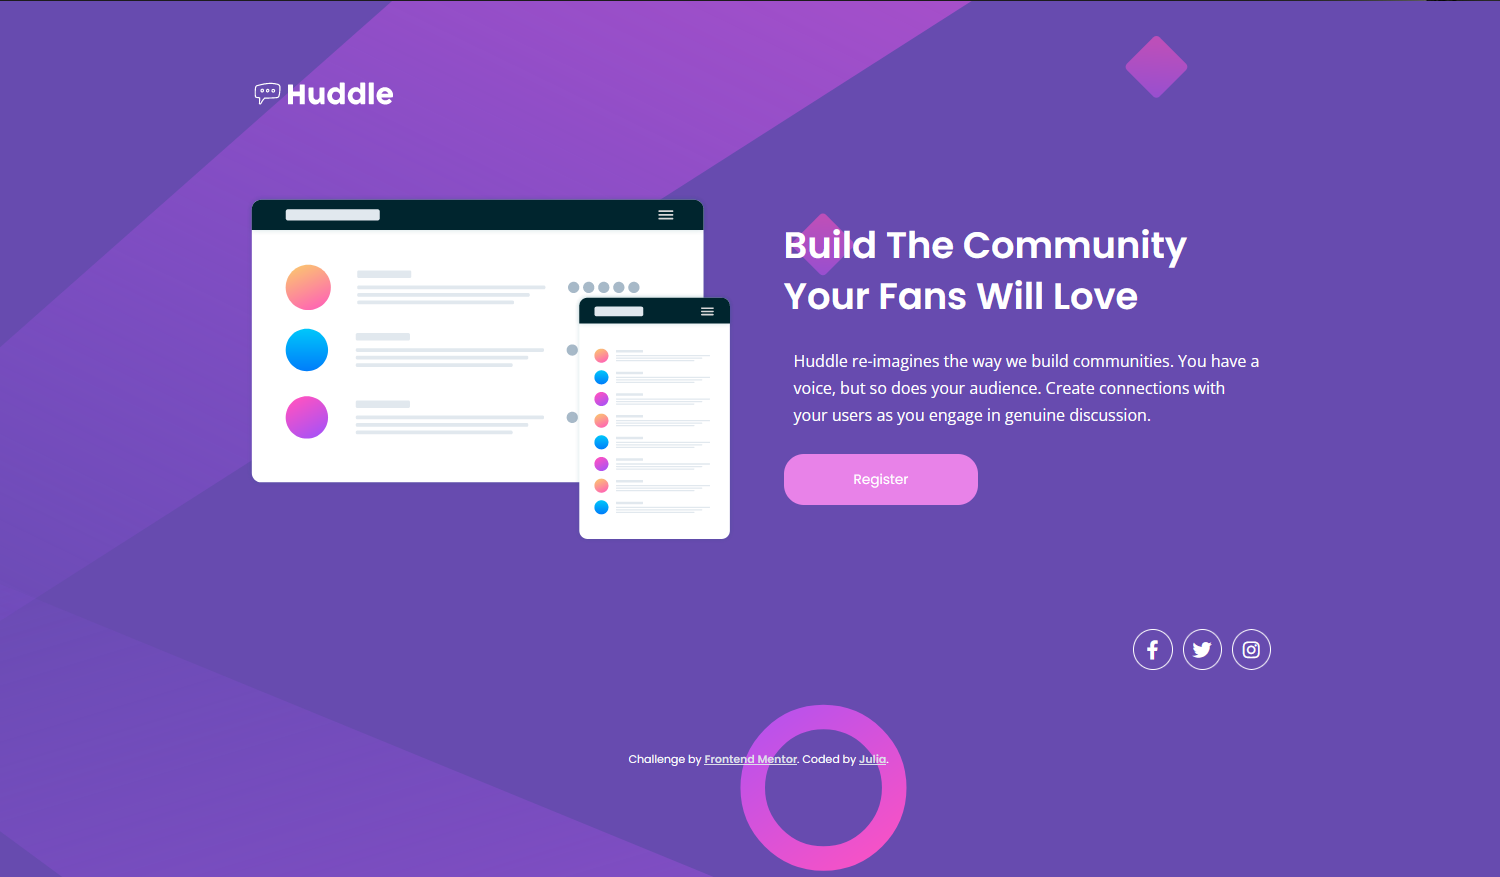 Huddle
Build The Community
Your Fans Will Love
Huddle re-imagines the way we build communities. You have a
voice, but so does your audience. Create connections with
your users as you engage in genuine discussion.
Register
Challenge by Frontend Mentor. Coded by Julia.